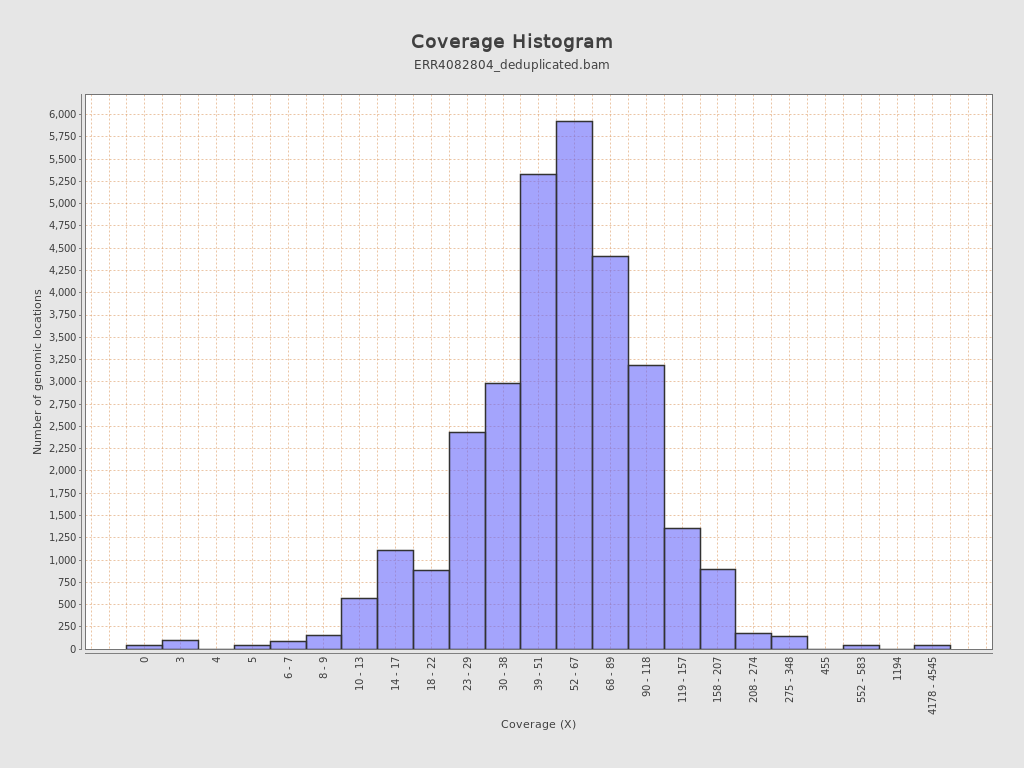 Coverage Histogram
ERR4082804_deduplicated.bam
Number of genomic locations
6,000
5,750
5,500
5,250
5,000
4,750
4,500
4,250
4,000
3,750
3,500
3,250
3,000
2,750
2,500
2,250
2,000
1,750
1,500
1,250
1,000
750
500
250
0
0
3
4
5
6 - 7
8 - 9
10 - 13
14 - 17
18 - 22
23 - 29
30 - 38
39 - 51
52 - 67
68 - 89
90 - 118
119 - 157
158 - 207
208 - 274
275 - 348
455
552 - 583
1194
4178 - 4545
Coverage (X)